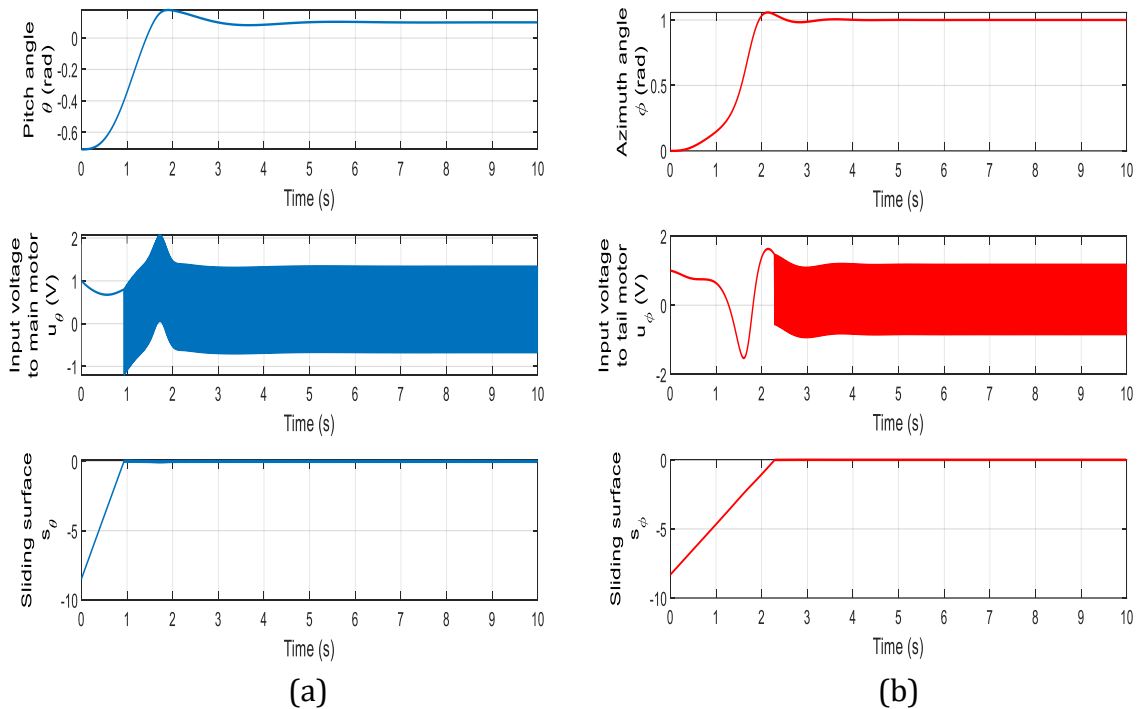 Pitch angle
θ (rad)
0
-0.2
-0.4
-0.6
0 1 2 3 4 5 6 7 8 9 10
Time (s)
Azimuth angle
ϕ (rad)
1
0.5
0
0 1 2 3 4 5 6 7 8 9 10
Time (s)
Input voltage
to main motor
u_θ (V)
2
1
0
-1
0 1 2 3 4 5 6 7 8 9 10
Time (s)
Input voltage
to tail motor
u_ϕ (V)
2
0
-2
0 1 2 3 4 5 6 7 8 9 10
Time (s)
Sliding surface
s_θ
0
-5
-10
0 1 2 3 4 5 6 7 8 9 10
Time (s)
Sliding surface
s_ϕ
0
-5
-10
0 1 2 3 4 5 6 7 8 9 10
Time (s)
(a)
(b)